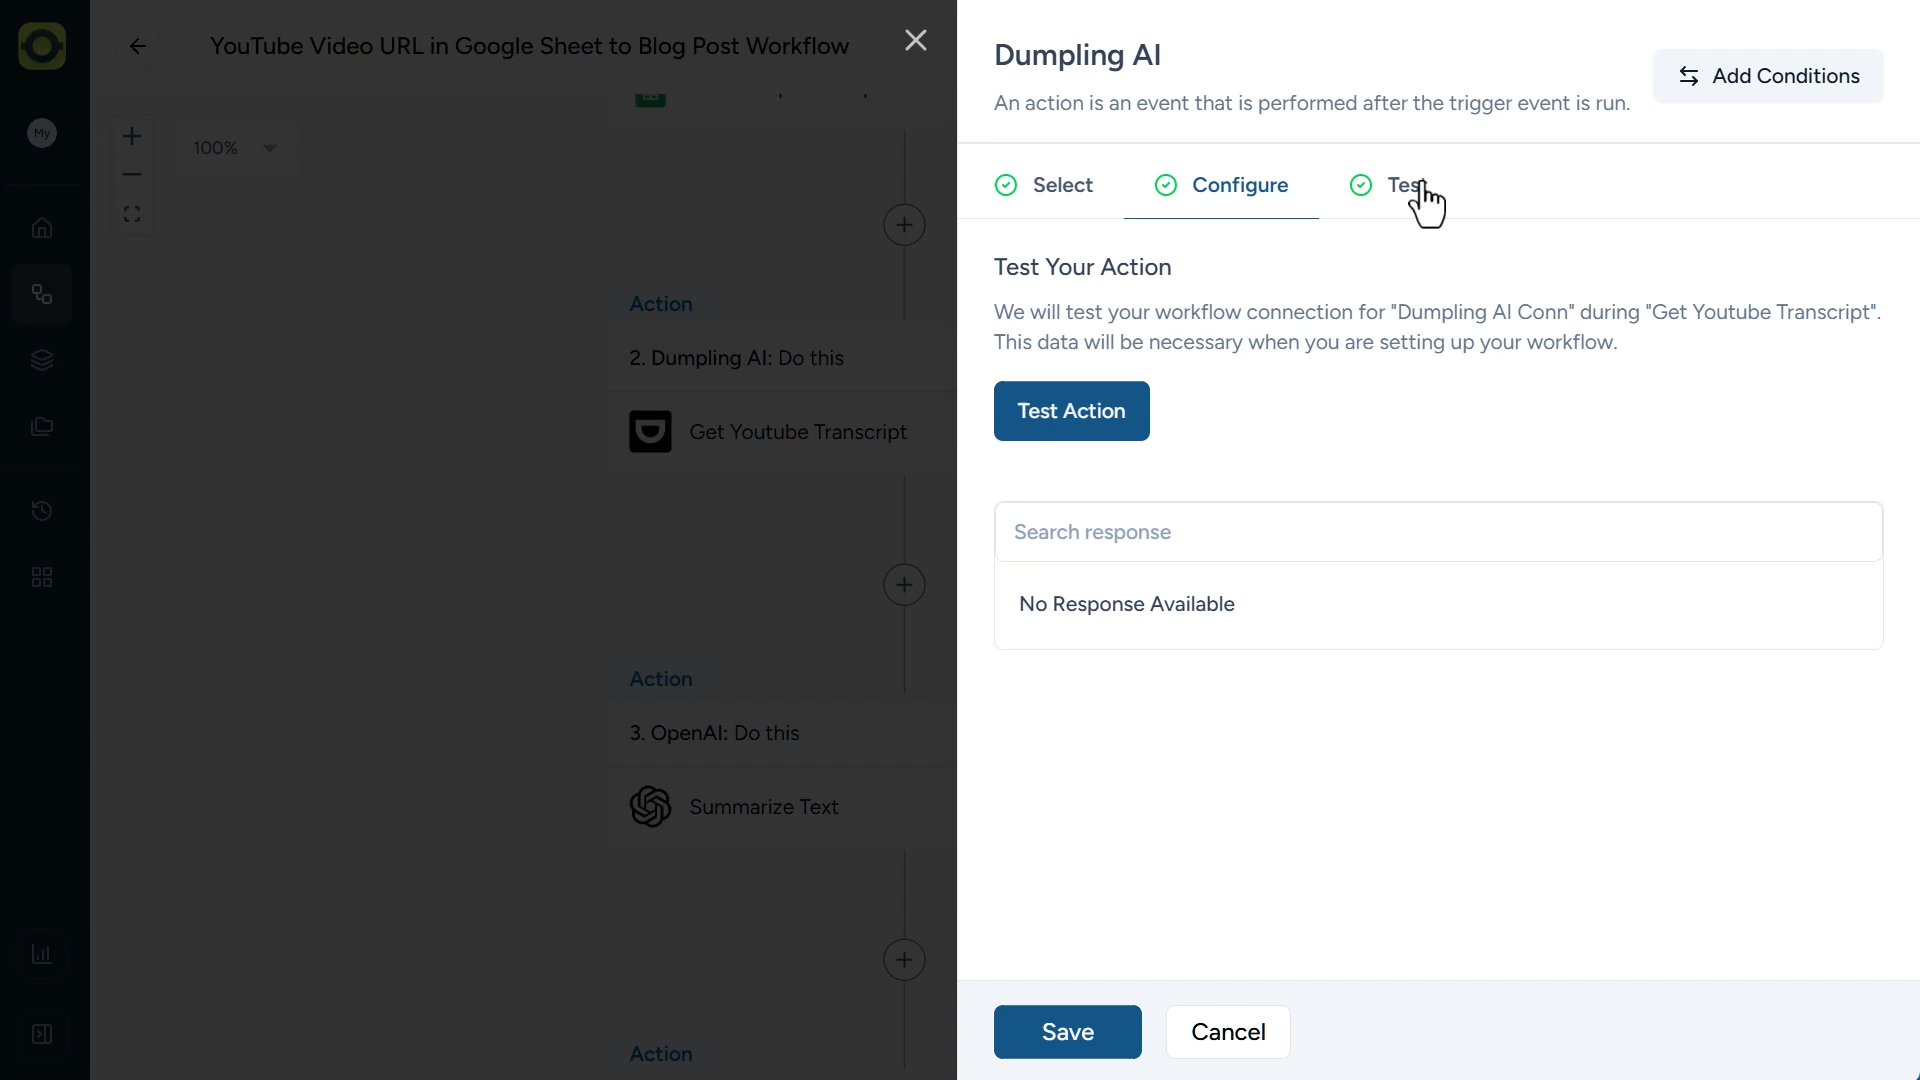 YouTube Video URL in Google Sheet to Blog Post Workflow
My
100%
Action
2. Dumpling AI: Do this
Get Youtube Transcript
Action
3. OpenAI: Do this
Summarize Text
Action
Dumpling AI
An action is an event that is performed after the trigger event is run.
Add Conditions
Select
Configure
Test Your Action
We will test your workflow connection for "Dumpling AI Conn" during "Get Youtube Transcript".
This data will be necessary when you are setting up your workflow.
Test Action
Search response
No Response Available
Save
Cancel